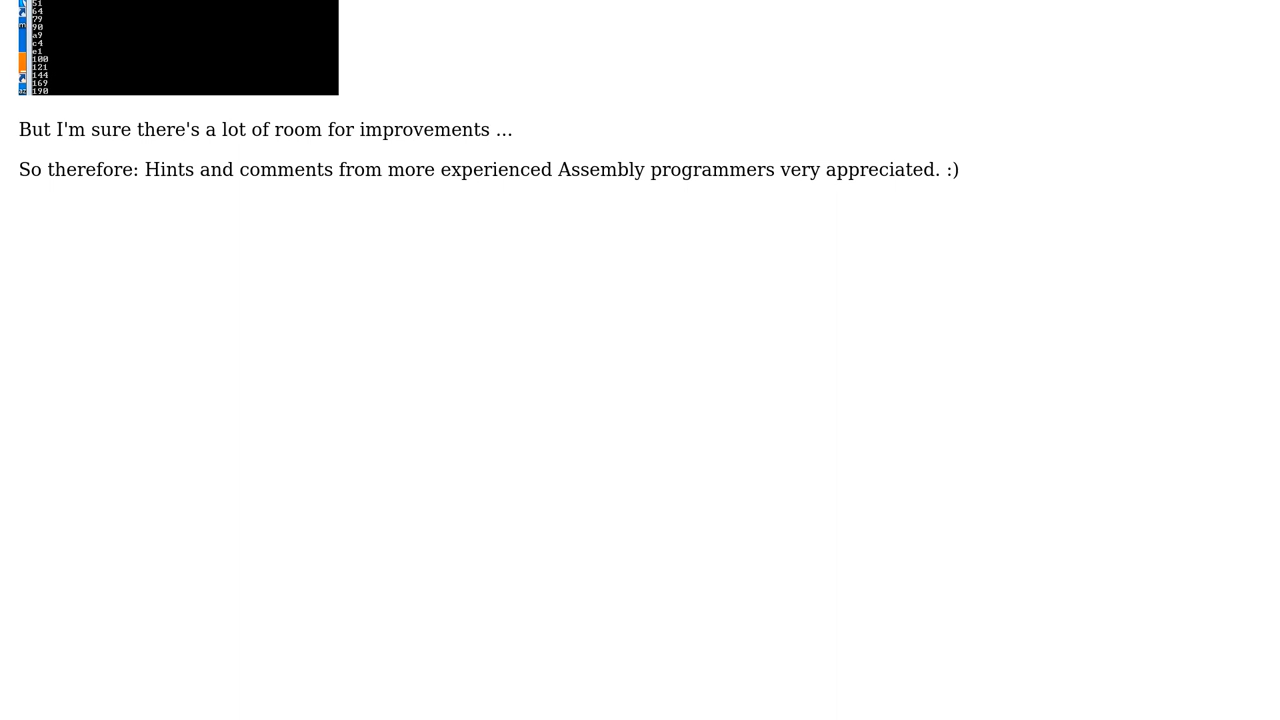 51
64
79
90
a9
c4
e1
100
121
144
169
190
But I'm sure there's a lot of room for improvements ...
So therefore: Hints and comments from more experienced Assembly programmers very appreciated. :)